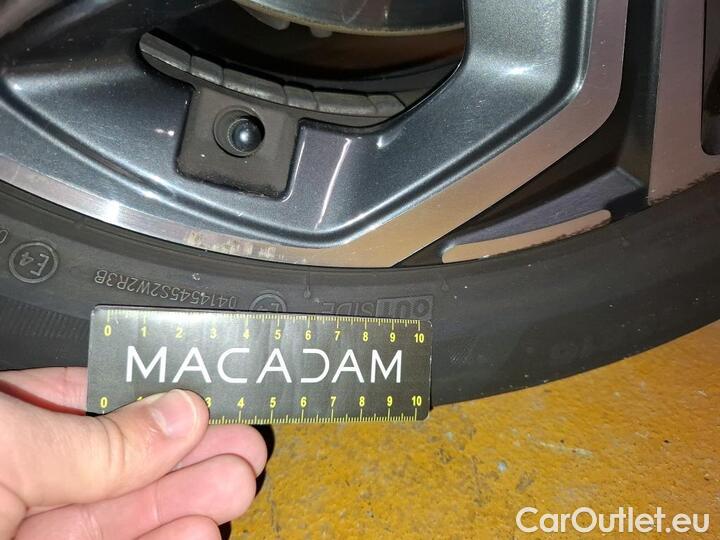 E4
0414545S2W2R3B
OUTSIDE
0 1 2 3 4 5 6 7 8 9 10
MACADAM
0 1 3 4 5 6 7 8 9 10
CarOutlet.eu